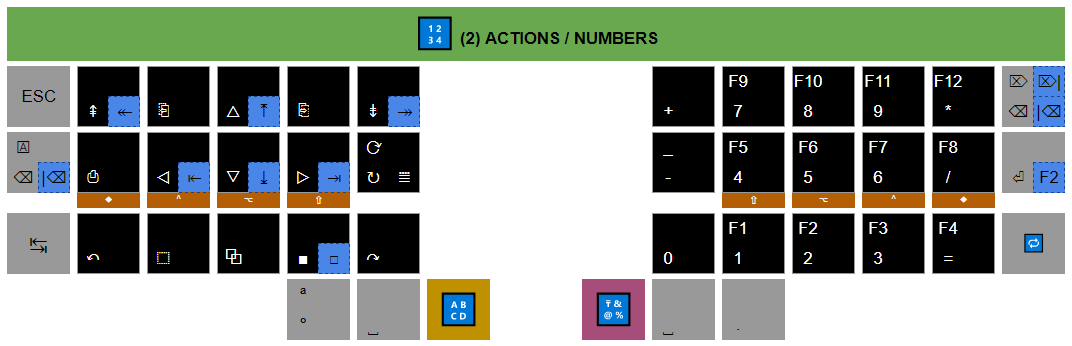 1 2
3 4
(2) ACTIONS / NUMBERS
ESC ⇞ ↞ ⎗ △ ⤒ ⎘ ⇟ ↠
F9 F10 F11 F12 ⌦ ⌦|
+ 7 8 9 * ⌫ |⌫
🄰 ⟳
⌫ |⌫ ⎙ ◁ ⇤ ▽ ⤓ ▷ ⇥ ↻ 𝌆
_ F5 F6 F7 F8
- 4 5 6 / ⏎ F2
◆ ^ ⌥ ⇧ ⇧ ⌥ ^ ◆
F1 F2 F3 F4
↹ ⤺ ⬚ ⿻ ■ □ ⤼ 0 1 2 3 =
a
º ⎵
A B
C D
₸ &
@ %
⎵ .